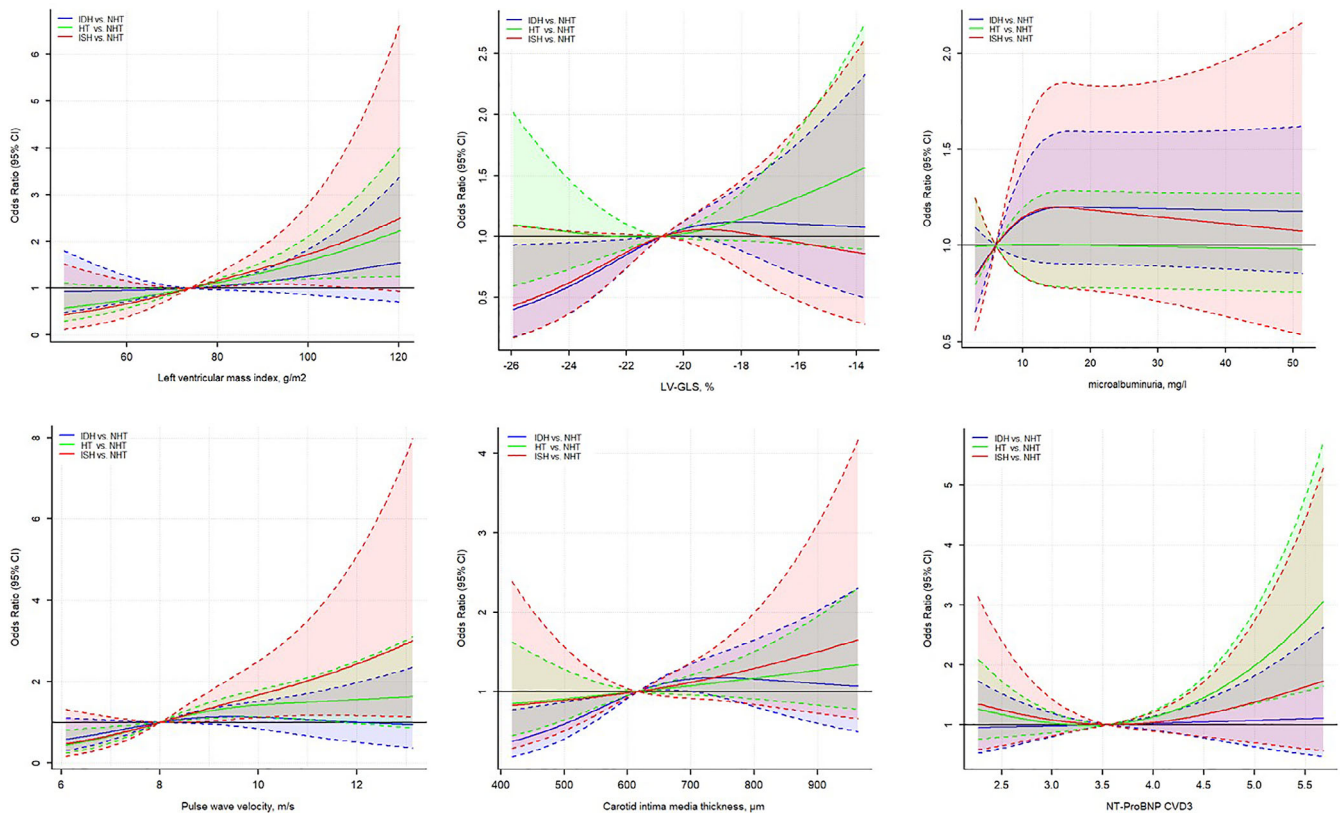 IDH vs. NHT
HT vs. NHT
ISH vs. NHT
Odds Ratio (95% CI)
0
1
2
3
4
5
6
60
80
100
120
Left ventricular mass index, g/m2
IDH vs. NHT
HT vs. NHT
ISH vs. NHT
Odds Ratio (95% CI)
0.5
1.0
1.5
2.0
2.5
-26
-24
-22
-20
-18
-16
-14
LV-GLS, %
IDH vs. NHT
HT vs. NHT
ISH vs. NHT
Odds Ratio (95% CI)
0.5
1.0
1.5
2.0
10
20
30
40
50
microalbuminuria, mg/l
IDH vs. NHT
HT vs. NHT
ISH vs. NHT
Odds Ratio (95% CI)
0
2
4
6
8
6
8
10
12
Pulse wave velocity, m/s
IDH vs. NHT
HT vs. NHT
ISH vs. NHT
Odds Ratio (95% CI)
1
2
3
4
400
500
600
700
800
900
Carotid intima media thickness, µm
IDH vs. NHT
HT vs. NHT
ISH vs. NHT
Odds Ratio (95% CI)
1
2
3
4
5
2.5
3.0
3.5
4.0
4.5
5.0
5.5
NT-ProBNP CVD3